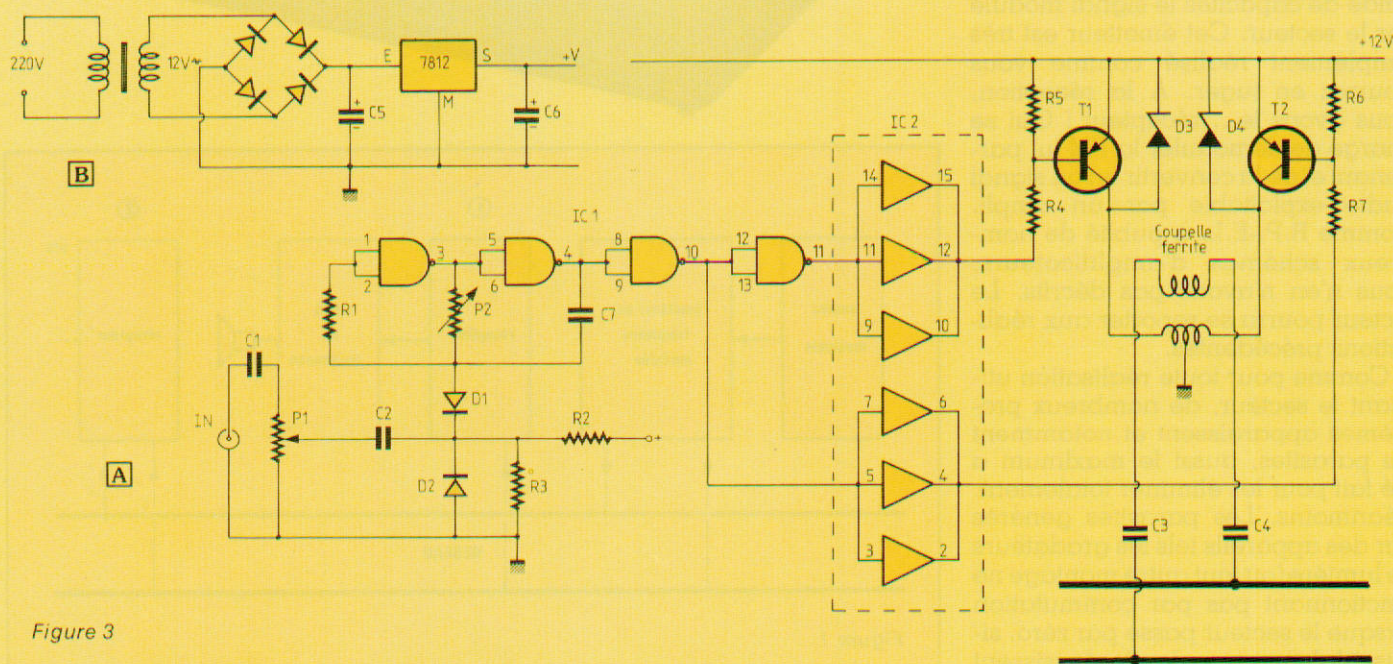 220V
12V~
E
7812
S
+V
M
+
C5
-
+
C6
-
B
+12V
IC 2
R5
T1
D3
D4
T2
R6
R4
R7
Coupelle
ferrite
IC 1
14
15
11
12
9
10
7
6
5
4
3
2
1
2
3
5
6
4
8
9
10
12
13
11
R1
P2
C7
C1
IN
P1
C2
D1
R2
+
D2
R3
A
C3
C4
Figure 3